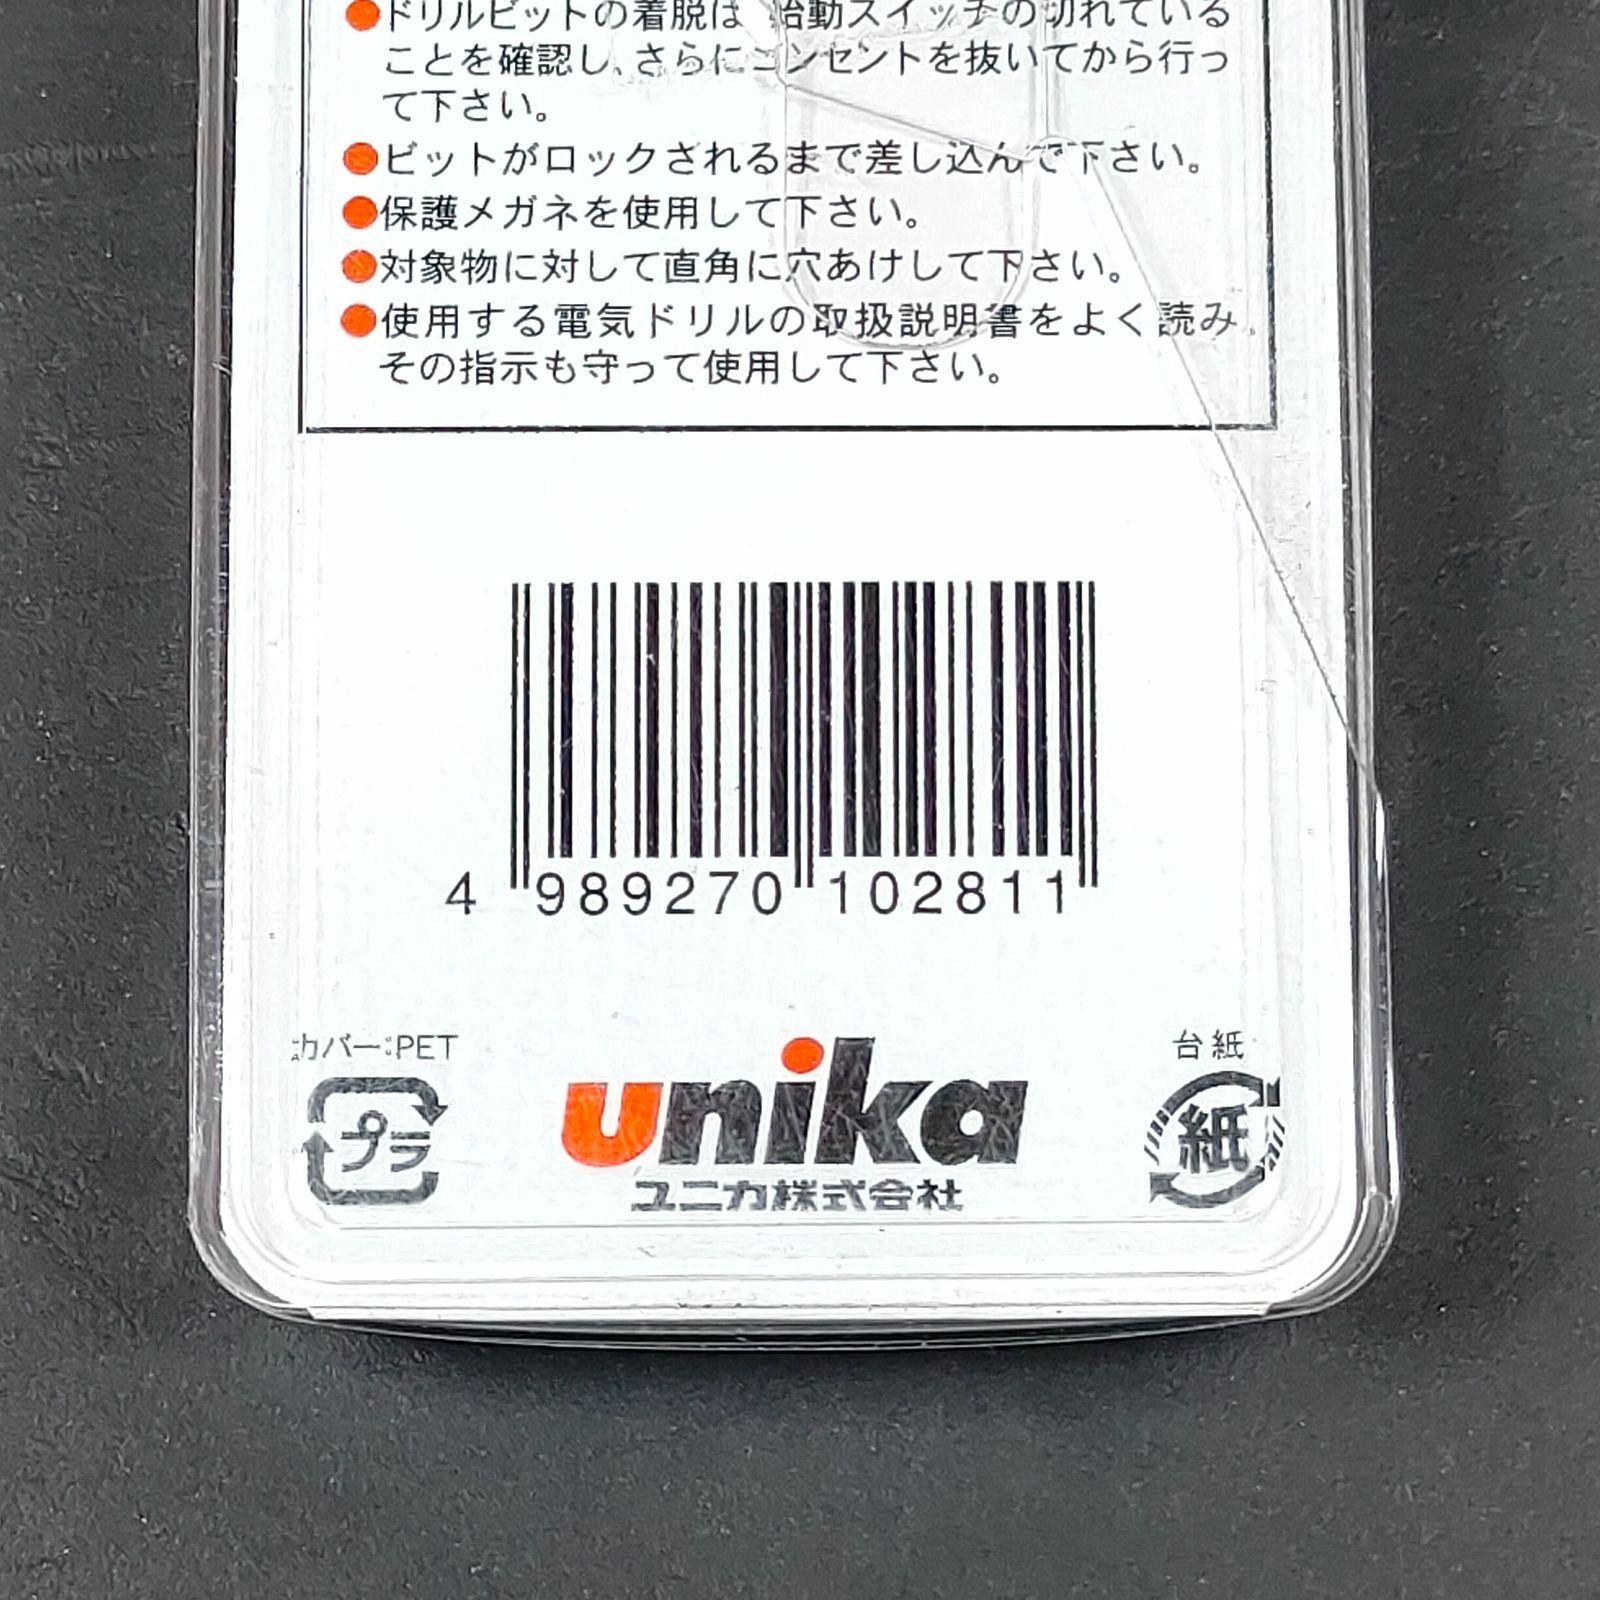 ●ドリルビットの着脱は 始動スイッチの切れている
ことを確認し、さらにコンセントを抜いてから行っ
て下さい。
●ビットがロックされるまで差し込んで下さい。
●保護メガネを使用して下さい。
●対象物に対して直角に穴あけして下さい。
●使用する電気ドリルの取扱説明書をよく読み、
その指示も守って使用して下さい。
4 989270 102811
カバー:PET
プラ
unika
ユニカ株式会社
台紙
紙